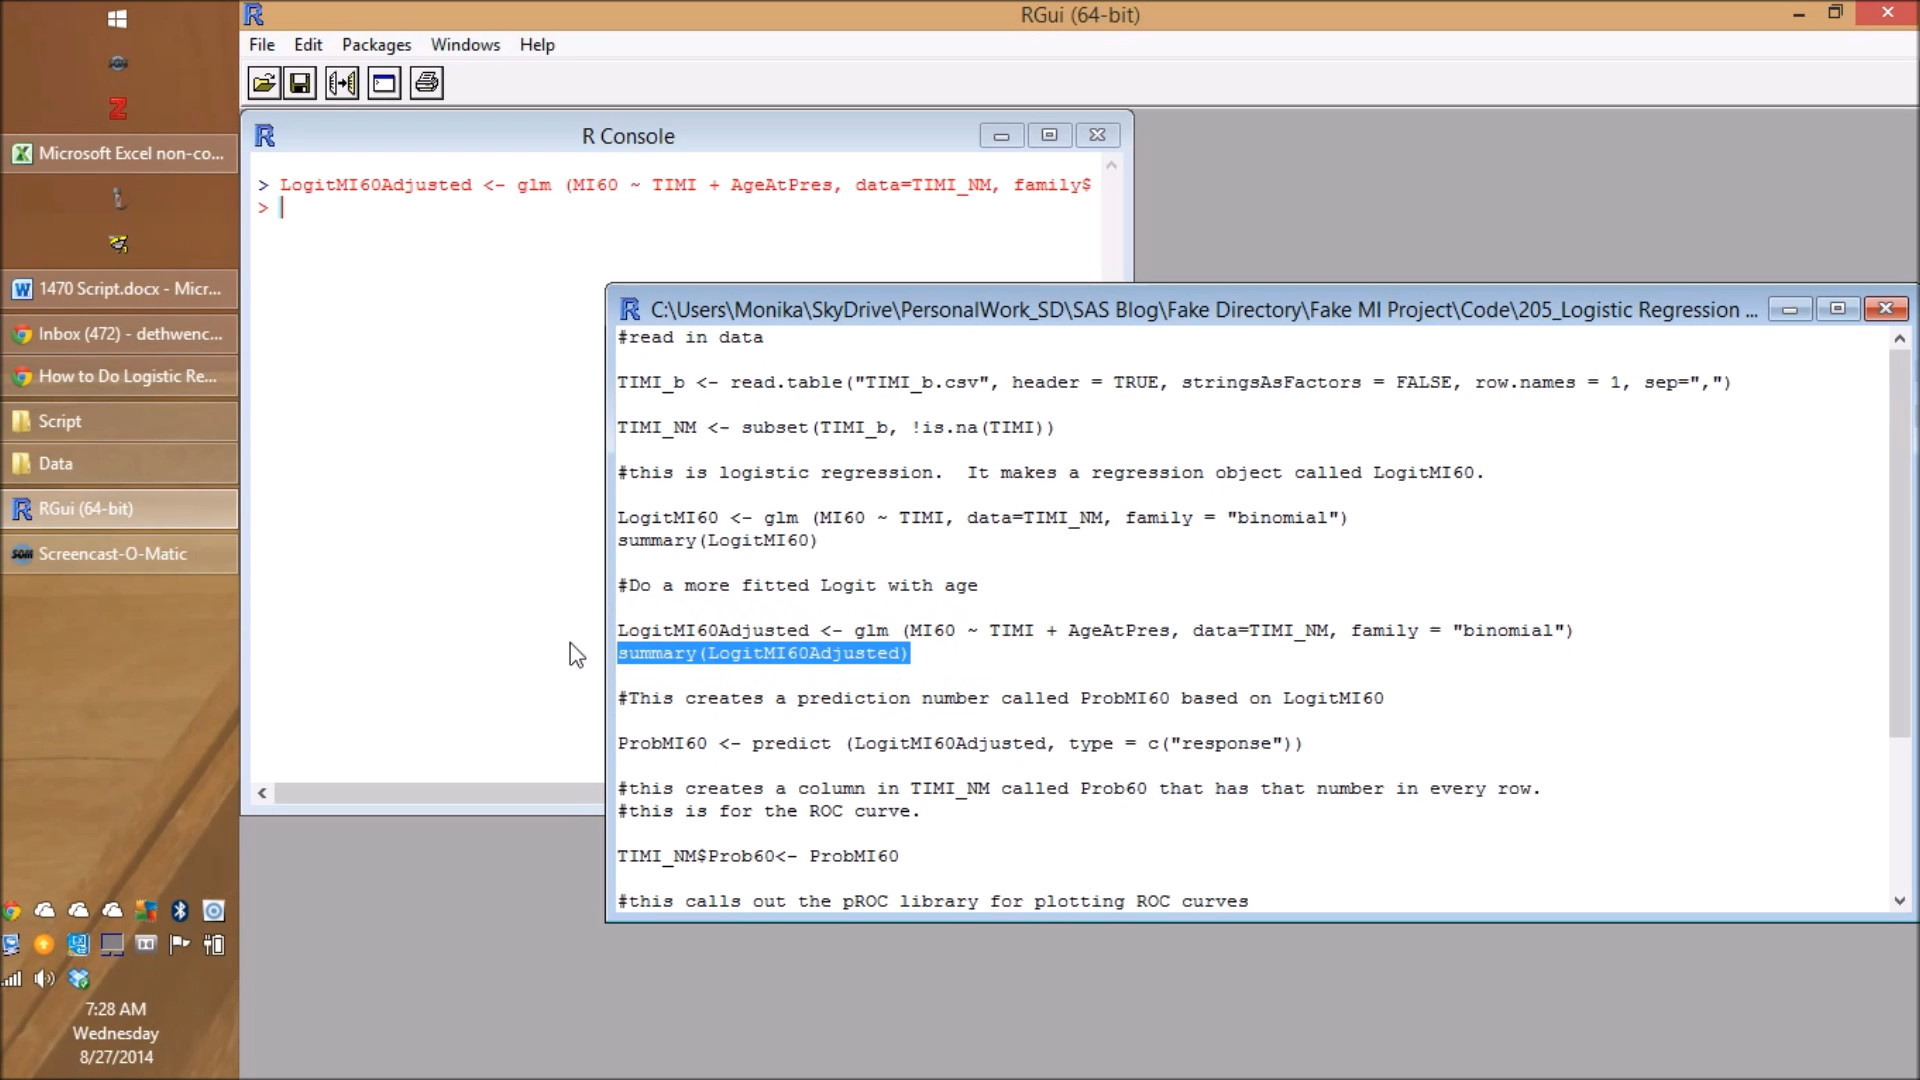 RGui (64-bit)
File Edit Packages Windows Help
R Console
> LogitMI60Adjusted <- glm (MI60 ~ TIMI + AgeAtPres, data=TIMI_NM, family$
>
C:\Users\Monika\SkyDrive\PersonalWork_SD\SAS Blog\Fake Directory\Fake MI Project\Code\205_Logistic Regression ...
#read in data
TIMI_b <- read.table("TIMI_b.csv", header = TRUE, stringsAsFactors = FALSE, row.names = 1, sep=",")
TIMI_NM <- subset(TIMI_b, !is.na(TIMI))
#this is logistic regression.  It makes a regression object called LogitMI60.
LogitMI60 <- glm (MI60 ~ TIMI, data=TIMI_NM, family = "binomial")
summary(LogitMI60)
#Do a more fitted Logit with age
LogitMI60Adjusted <- glm (MI60 ~ TIMI + AgeAtPres, data=TIMI_NM, family = "binomial")
summary(LogitMI60Adjusted)
#This creates a prediction number called ProbMI60 based on LogitMI60
ProbMI60 <- predict (LogitMI60Adjusted, type = c("response"))
#this creates a column in TIMI_NM called Prob60 that has that number in every row.
#this is for the ROC curve.
TIMI_NM$Prob60<- ProbMI60
#this calls out the pROC library for plotting ROC curves
Microsoft Excel non-co...
1470 Script.docx - Micr...
Inbox (472) - dethwenc...
How to Do Logistic Re...
Script
Data
RGui (64-bit)
Screencast-O-Matic
7:28 AM
Wednesday
8/27/2014